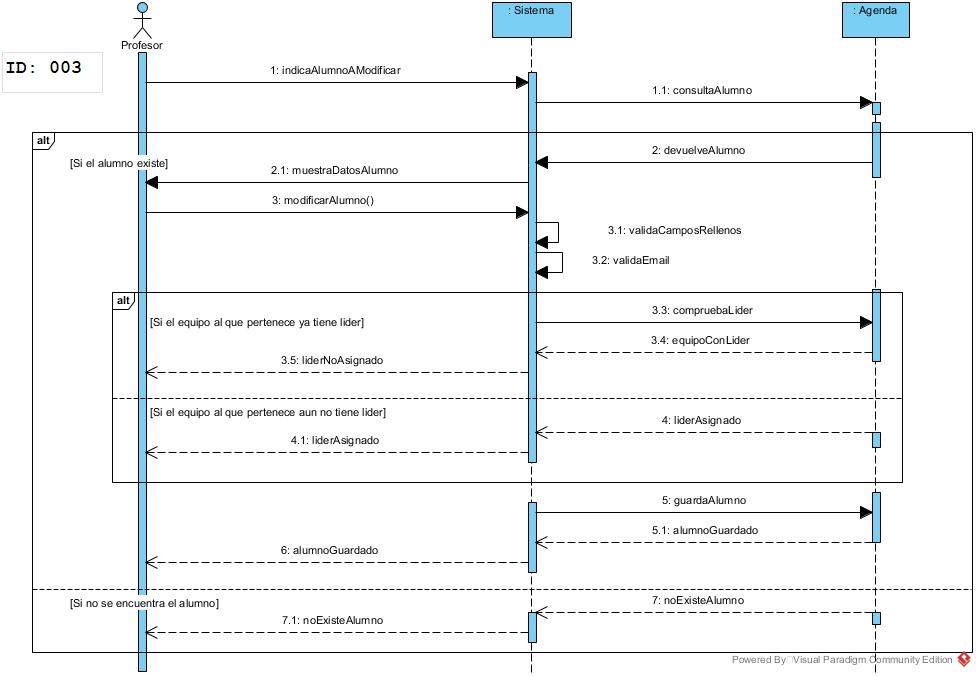 : Sistema
: Agenda
Profesor
ID: 003
1: indicaAlumnoAModificar
1.1: consultaAlumno
alt
2: devuelveAlumno
[Si el alumno existe]
2.1: muestraDatosAlumno
3: modificarAlumno()
3.1: validaCamposRellenos
3.2: validaEmail
alt
3.3: compruebaLider
[Si el equipo al que pertenece ya tiene lider]
3.4: equipoConLider
3.5: liderNoAsignado
[Si el equipo al que pertenece aun no tiene lider]
4: liderAsignado
4.1: liderAsignado
5: guardaAlumno
5.1: alumnoGuardado
6: alumnoGuardado
[Si no se encuentra el alumno]
7: noExisteAlumno
7.1: noExisteAlumno
Powered By Visual Paradigm Community Edition